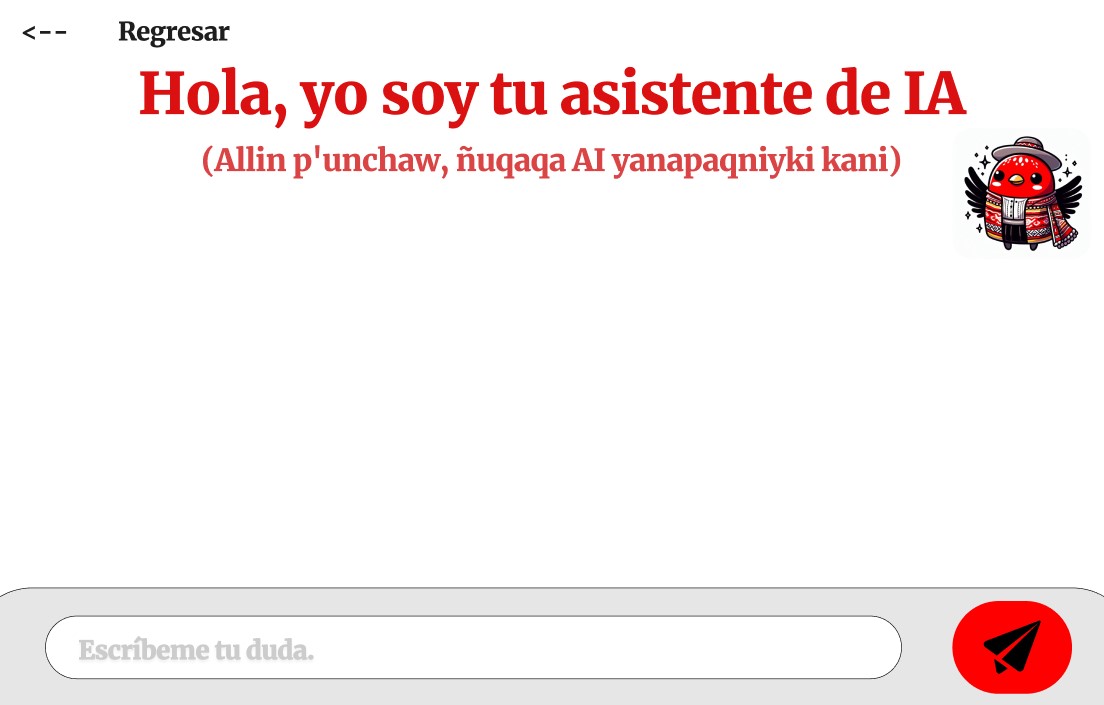 <-- Regresar
Hola, yo soy tu asistente de IA
(Allin p'unchaw, ñuqaqa AI yanapaqniyki kani)
Escríbeme tu duda.